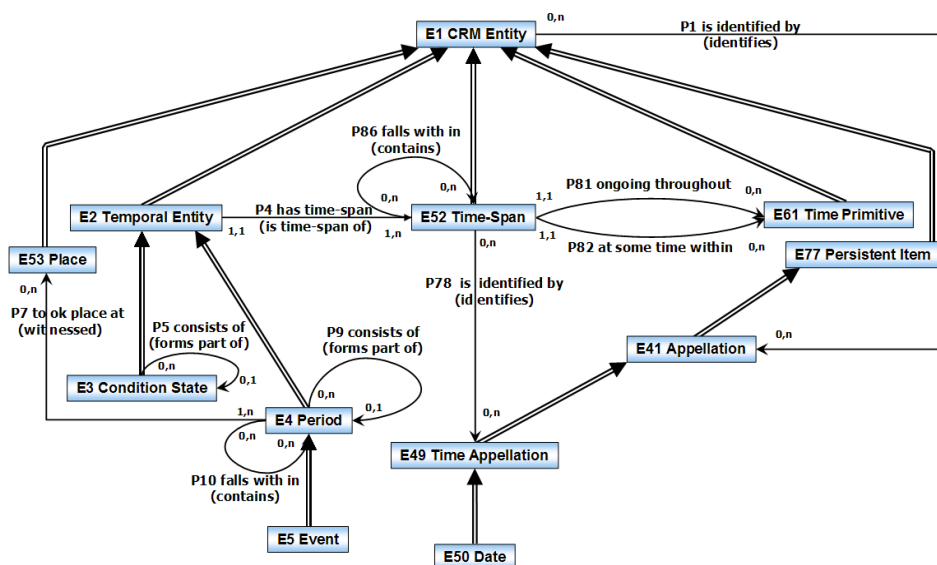 0,n
E1 CRM Entity
P1 is identified by
(identifies)
P86 falls with in
(contains)
0,n
0,n
E2 Temporal Entity
1,1
P4 has time-span
(is time-span of)
1,n
E52 Time-Span
0,n
1,1
1,1
P81 ongoing throughout
0,n
P82 at some time within
0,n
E61 Time Primitive
E53 Place
0,n
E77 Persistent Item
P78 is identified by
(identifies)
P7 to ok place at
(witnessed)
P5 consists of
(forms part of)
0,n
0,1
E3 Condition State
P9 consists of
(forms part of)
0,n
0,1
E41 Appellation
0,n
1,n
E4 Period
0,n
0,n
P10 falls with in
(contains)
0,n
E49 Time Appellation
E5 Event
E50 Date